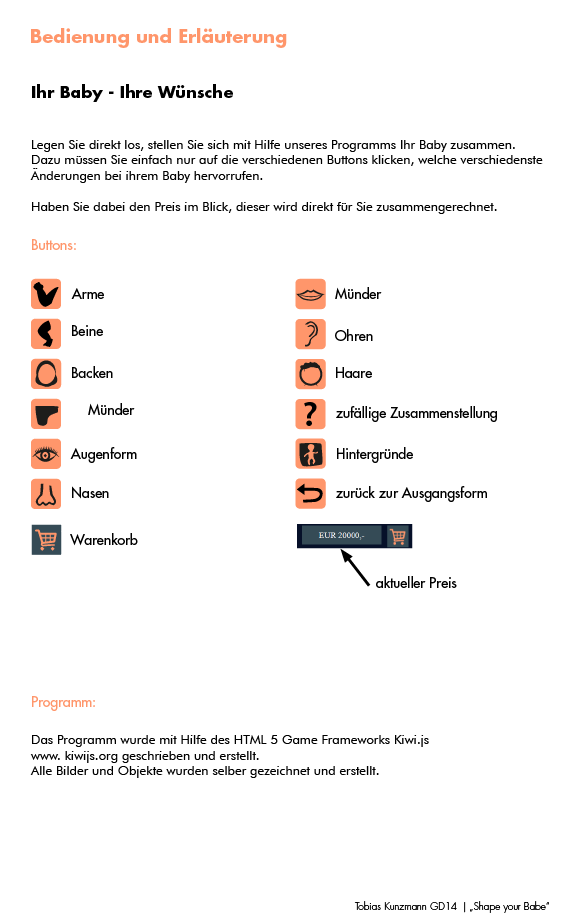 Bedienung und Erläuterung
Ihr Baby - Ihre Wünsche
Legen Sie direkt los, stellen Sie sich mit Hilfe unseres Programms Ihr Baby zusammen.
Dazu müssen Sie einfach nur auf die verschiedenen Buttons klicken, welche verschiedenste
Änderungen bei ihrem Baby hervorrufen.
Haben Sie dabei den Preis im Blick, dieser wird direkt für Sie zusammengerechnet.
Buttons:
Arme
Beine
Backen
Münder
Augenform
Nasen
Warenkorb
Münder
Ohren
Haare
?
zufällige Zusammenstellung
Hintergründe
zurück zur Ausgangsform
EUR 20000,-
aktueller Preis
Programm:
Das Programm wurde mit Hilfe des HTML 5 Game Frameworks Kiwi.js
www. kiwijs.org geschrieben und erstellt.
Alle Bilder und Objekte wurden selber gezeichnet und erstellt.
Tobias Kunzmann GD14 | „Shape your Babe"